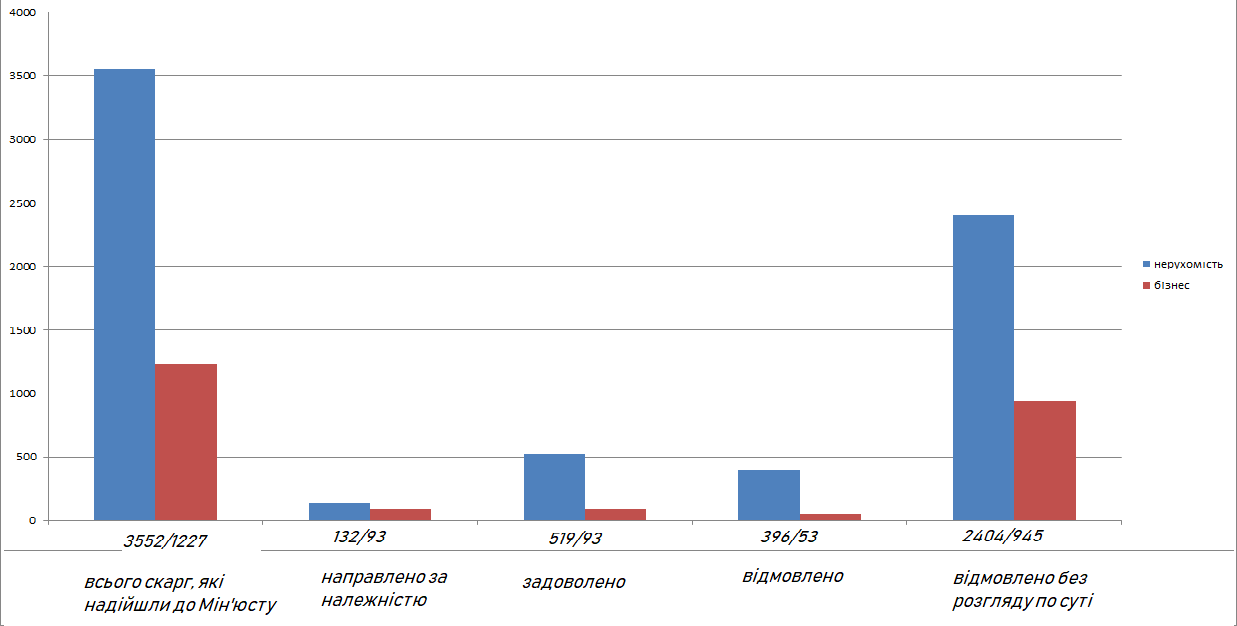 4000
3500
3000
2500
2000
1500
1000
500
0
нерухомість
бізнес
3552/1227
132/93
519/93
396/53
2404/945
всього скарг, які
надійшли до Мін'юсту
направлено за
належністю
задоволено
відмовлено
відмовлено без
розгляду по суті